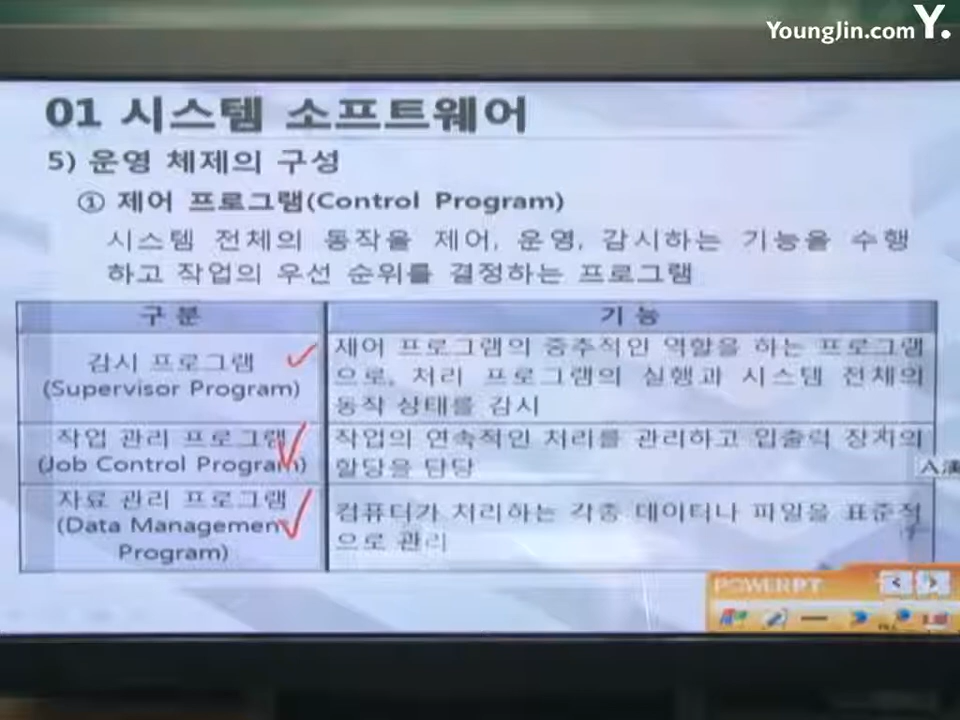 YoungJin.com Y.
01 시스템 소프트웨어
5) 운영 체제의 구성
① 제어 프로그램(Control Program)
시스템 전체의 동작을 제어, 운영, 감시하는 기능을 수행
하고 작업의 우선 순위를 결정하는 프로그램
구 분
기 능
감시 프로그램
(Supervisor Program)
제어 프로그램의 중추적인 역할을 하는 프로그램
으로, 처리 프로그램의 실행과 시스템 전체의
동작 상태를 감시
작업 관리 프로그램
(Job Control Program)
작업의 연속적인 처리를 관리하고 입출력 장치의
할당을 담당
자료 관리 프로그램
(Data Management
Program)
컴퓨터가 처리하는 각종 데이터나 파일을 표준적
으로 관리
A漢
POWERPT